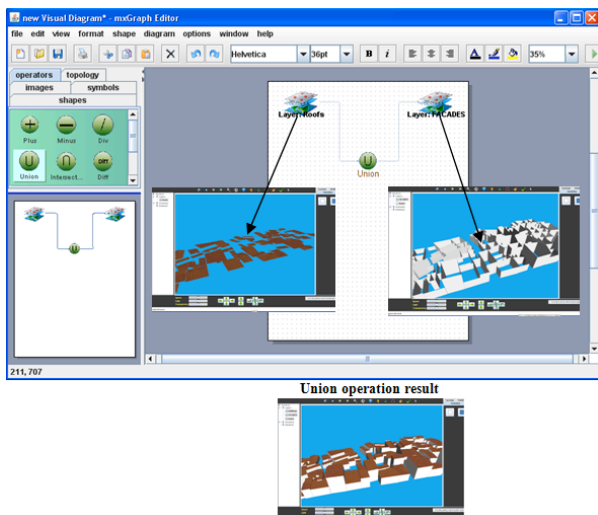 new Visual Diagram* - mxGraph Editor
file edit view format shape diagram options window help
Helvetica 36pt B i A 35%
operators topology
images symbols
shapes
Plus Minus Div
Union Intersect... Diff
Layer: Roofs Layer: FACADES
Union
211, 707
Union operation result